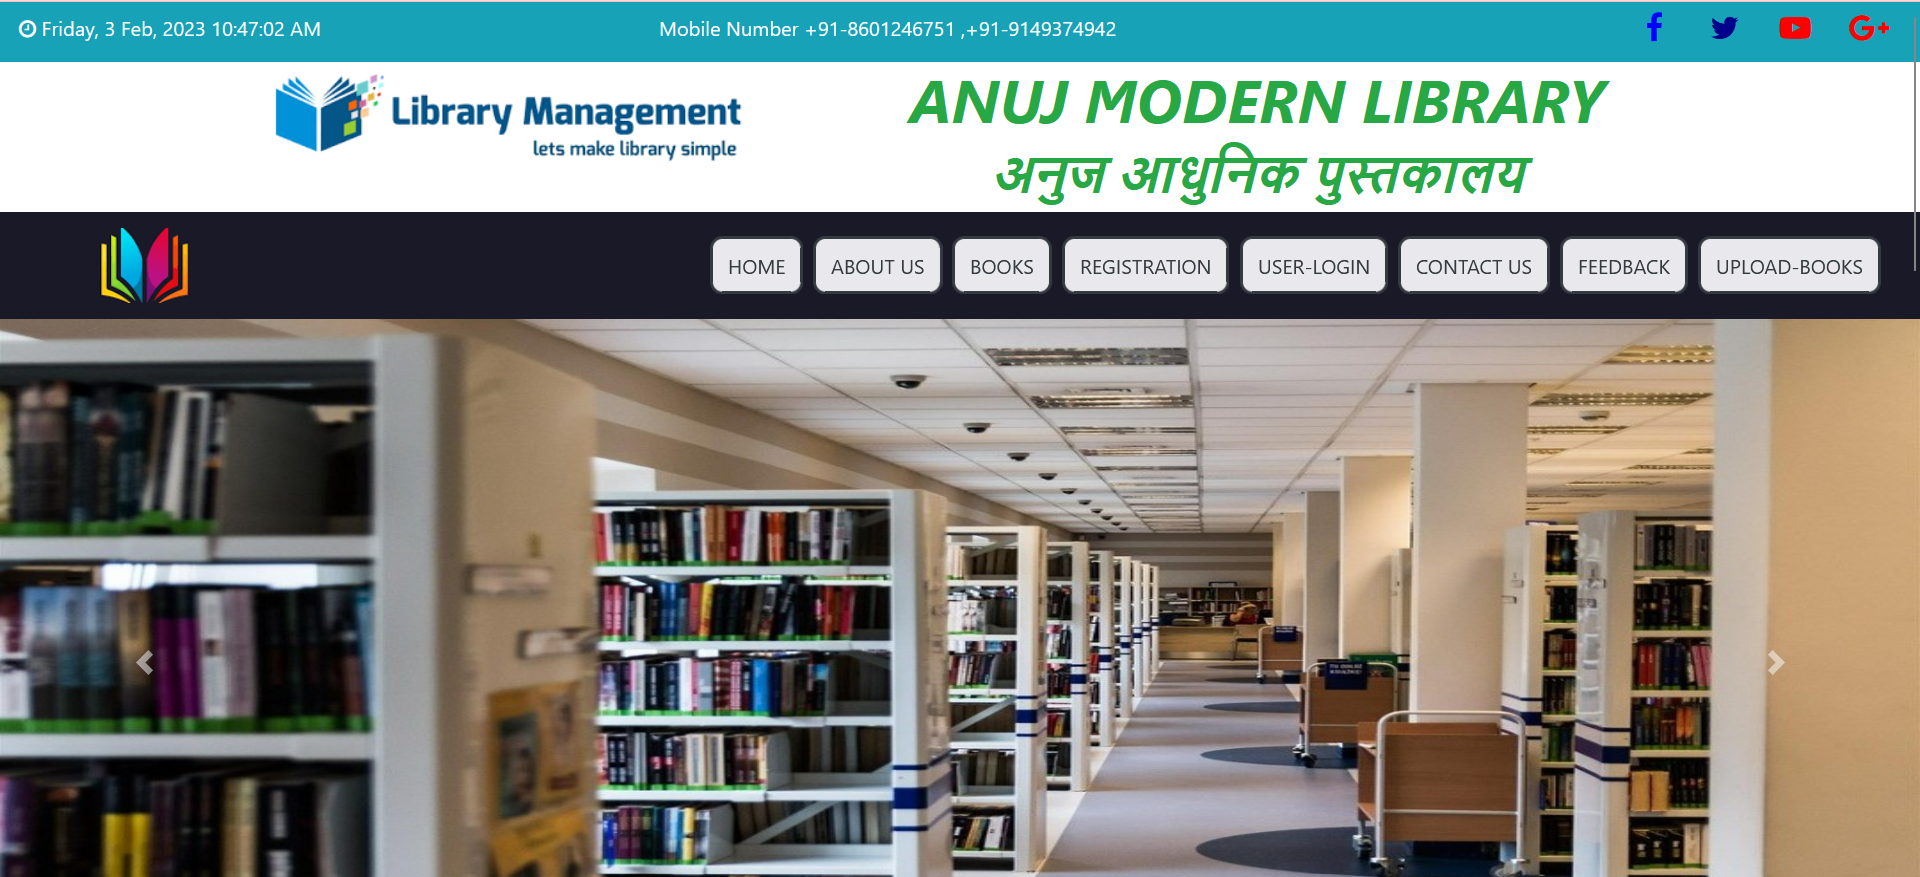 Friday, 3 Feb, 2023 10:47:02 AM
Mobile Number +91-8601246751 ,+91-9149374942
Library Management
lets make library simple
ANUJ MODERN LIBRARY
अनुज आधुनिक पुस्तकालय
HOME
ABOUT US
BOOKS
REGISTRATION
USER-LOGIN
CONTACT US
FEEDBACK
UPLOAD-BOOKS